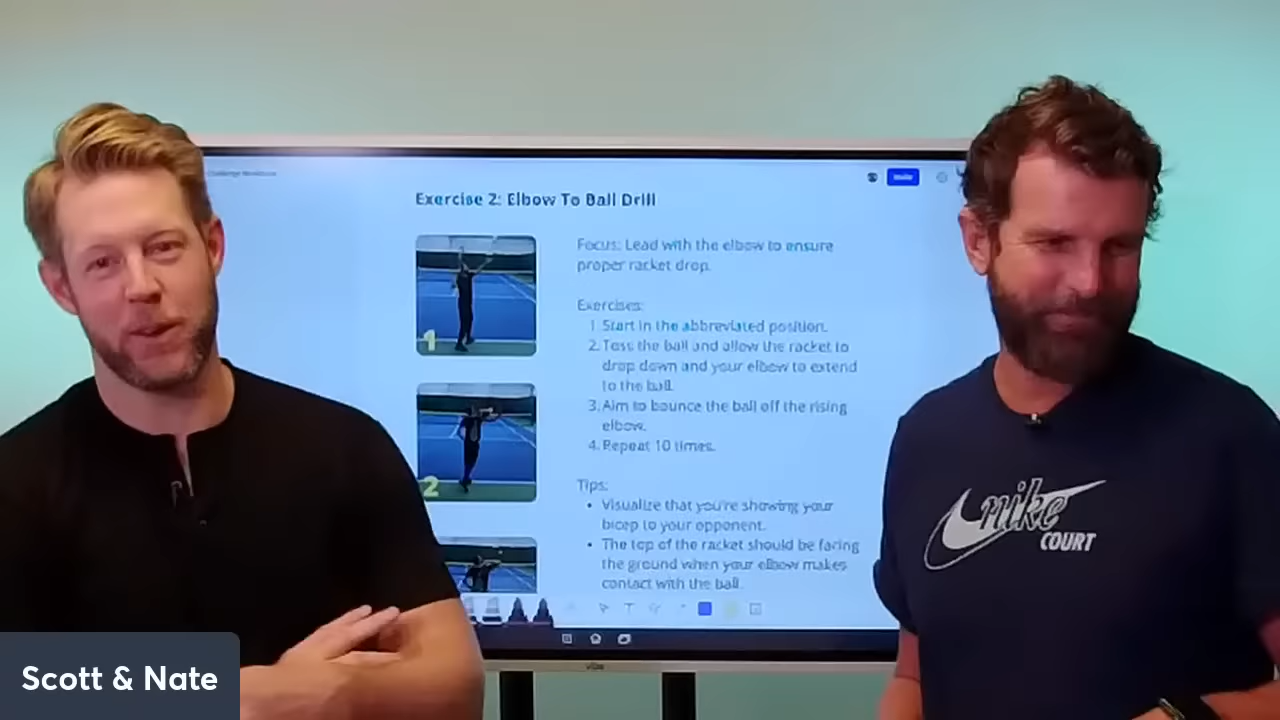 Exercise 2: Elbow To Ball Drill
Focus: Lead with the elbow to ensure
proper racket drop.
Exercises:
1. Start in the abbreviated position.
2. Toss the ball and allow the racket to
drop down and your elbow to extend
to the ball.
3. Aim to bounce the ball off the rising
elbow.
4. Repeat 10 times.
Tips:
• Visualize that you're showing your
bicep to your opponent.
• The top of the racket should be facing
the ground when your elbow makes
contact with the ball.
1
2
nike
COURT
vibe
Scott & Nate